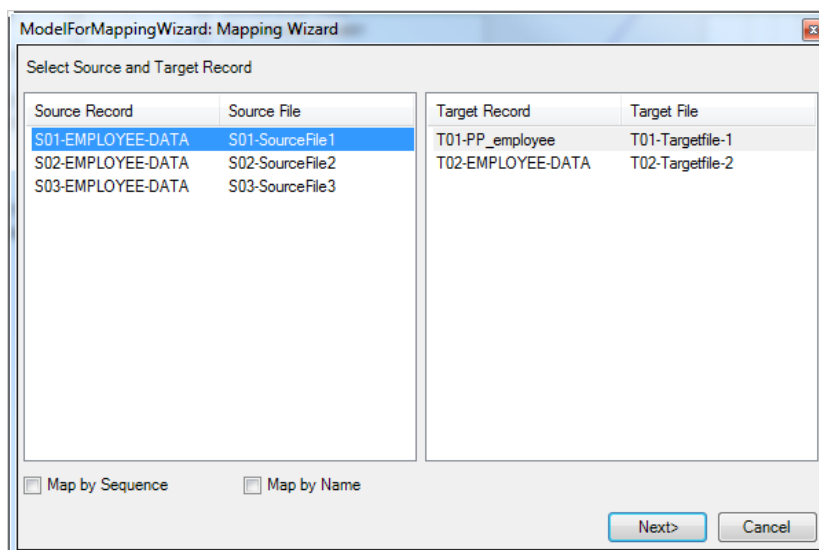 ModelForMappingWizard: Mapping Wizard
Select Source and Target Record
Source Record Source File Target Record Target File
S01-EMPLOYEE-DATA S01-SourceFile1 T01-PP_employee T01-Targetfile-1
S02-EMPLOYEE-DATA S02-SourceFile2 T02-EMPLOYEE-DATA T02-Targetfile-2
S03-EMPLOYEE-DATA S03-SourceFile3
Map by Sequence Map by Name
Next> Cancel